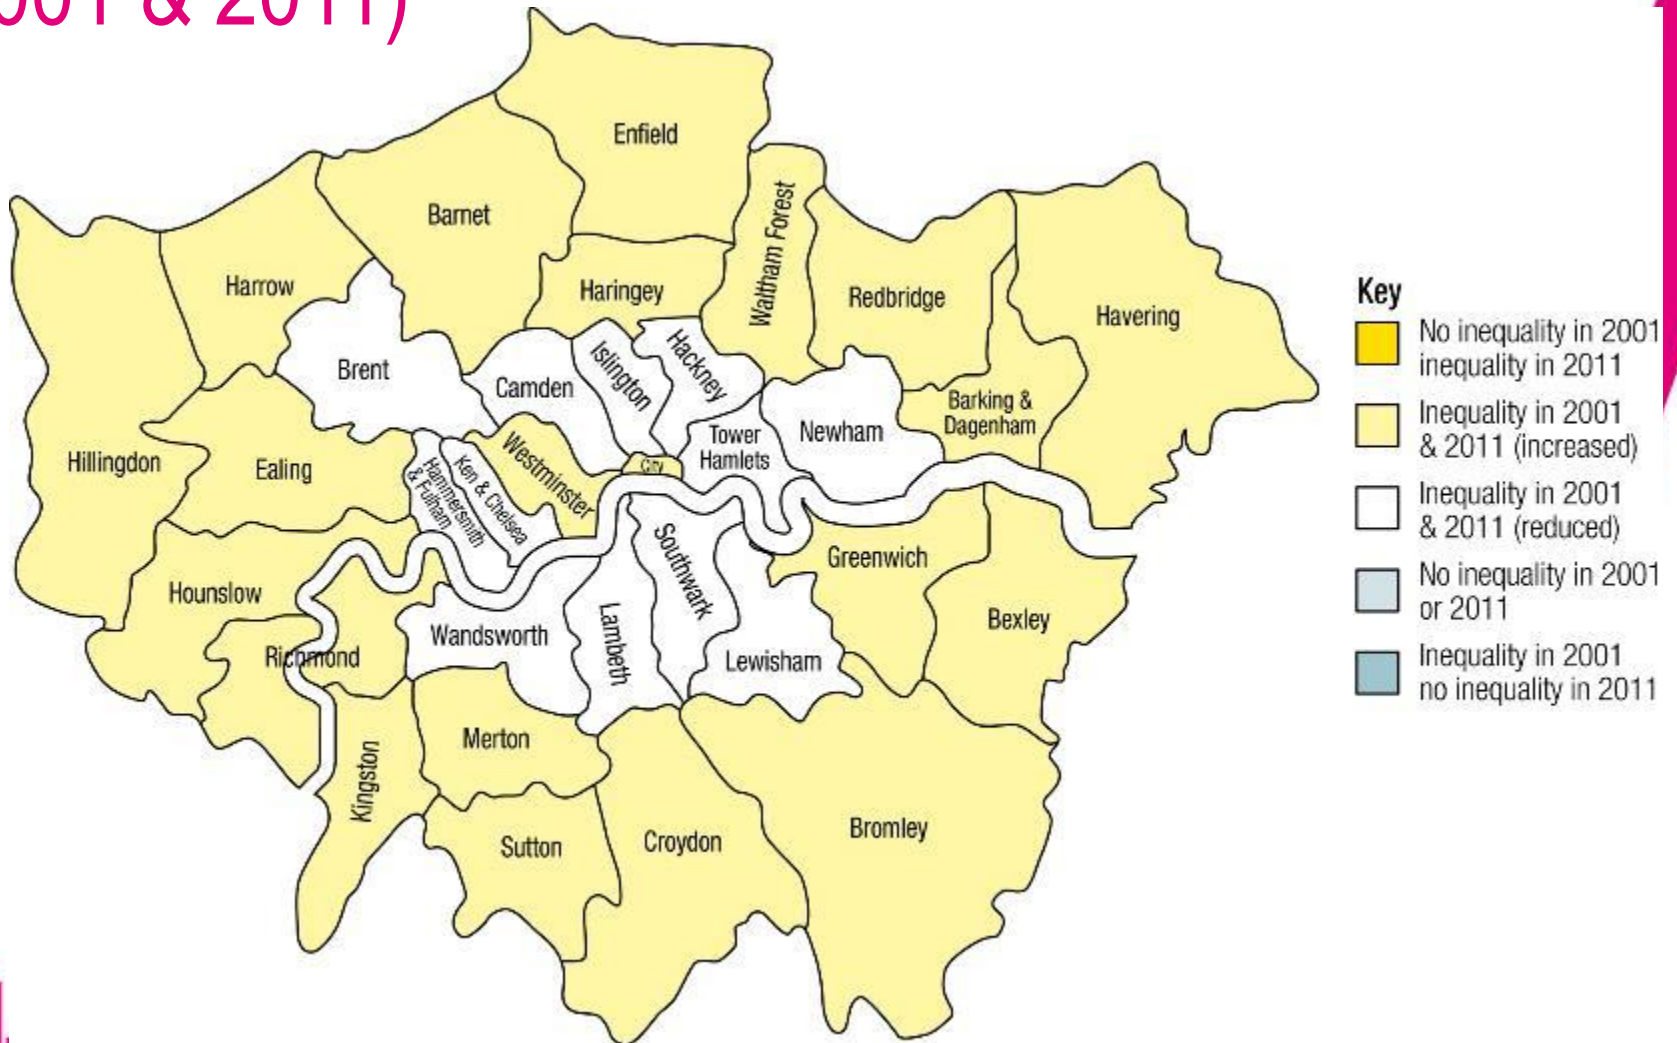 001 & 2011)
Enfield
Barnet
Harrow
Haringey
Waltham Forest
Redbridge
Havering
Brent
Camden
Islington
Hackney
Tower
Hamlets
Newham
Barking &
Dagenham
Hillingdon
Ealing
Hammersmith
& Fulham
Ken & Chelsea
Westminster
City
Hounslow
Richmond
Wandsworth
Lambeth
Southwark
Lewisham
Greenwich
Bexley
Kingston
Merton
Sutton
Croydon
Bromley
Key
No inequality in 2001
inequality in 2011
Inequality in 2001
& 2011 (increased)
Inequality in 2001
& 2011 (reduced)
No inequality in 2001
or 2011
Inequality in 2001
no inequality in 2011